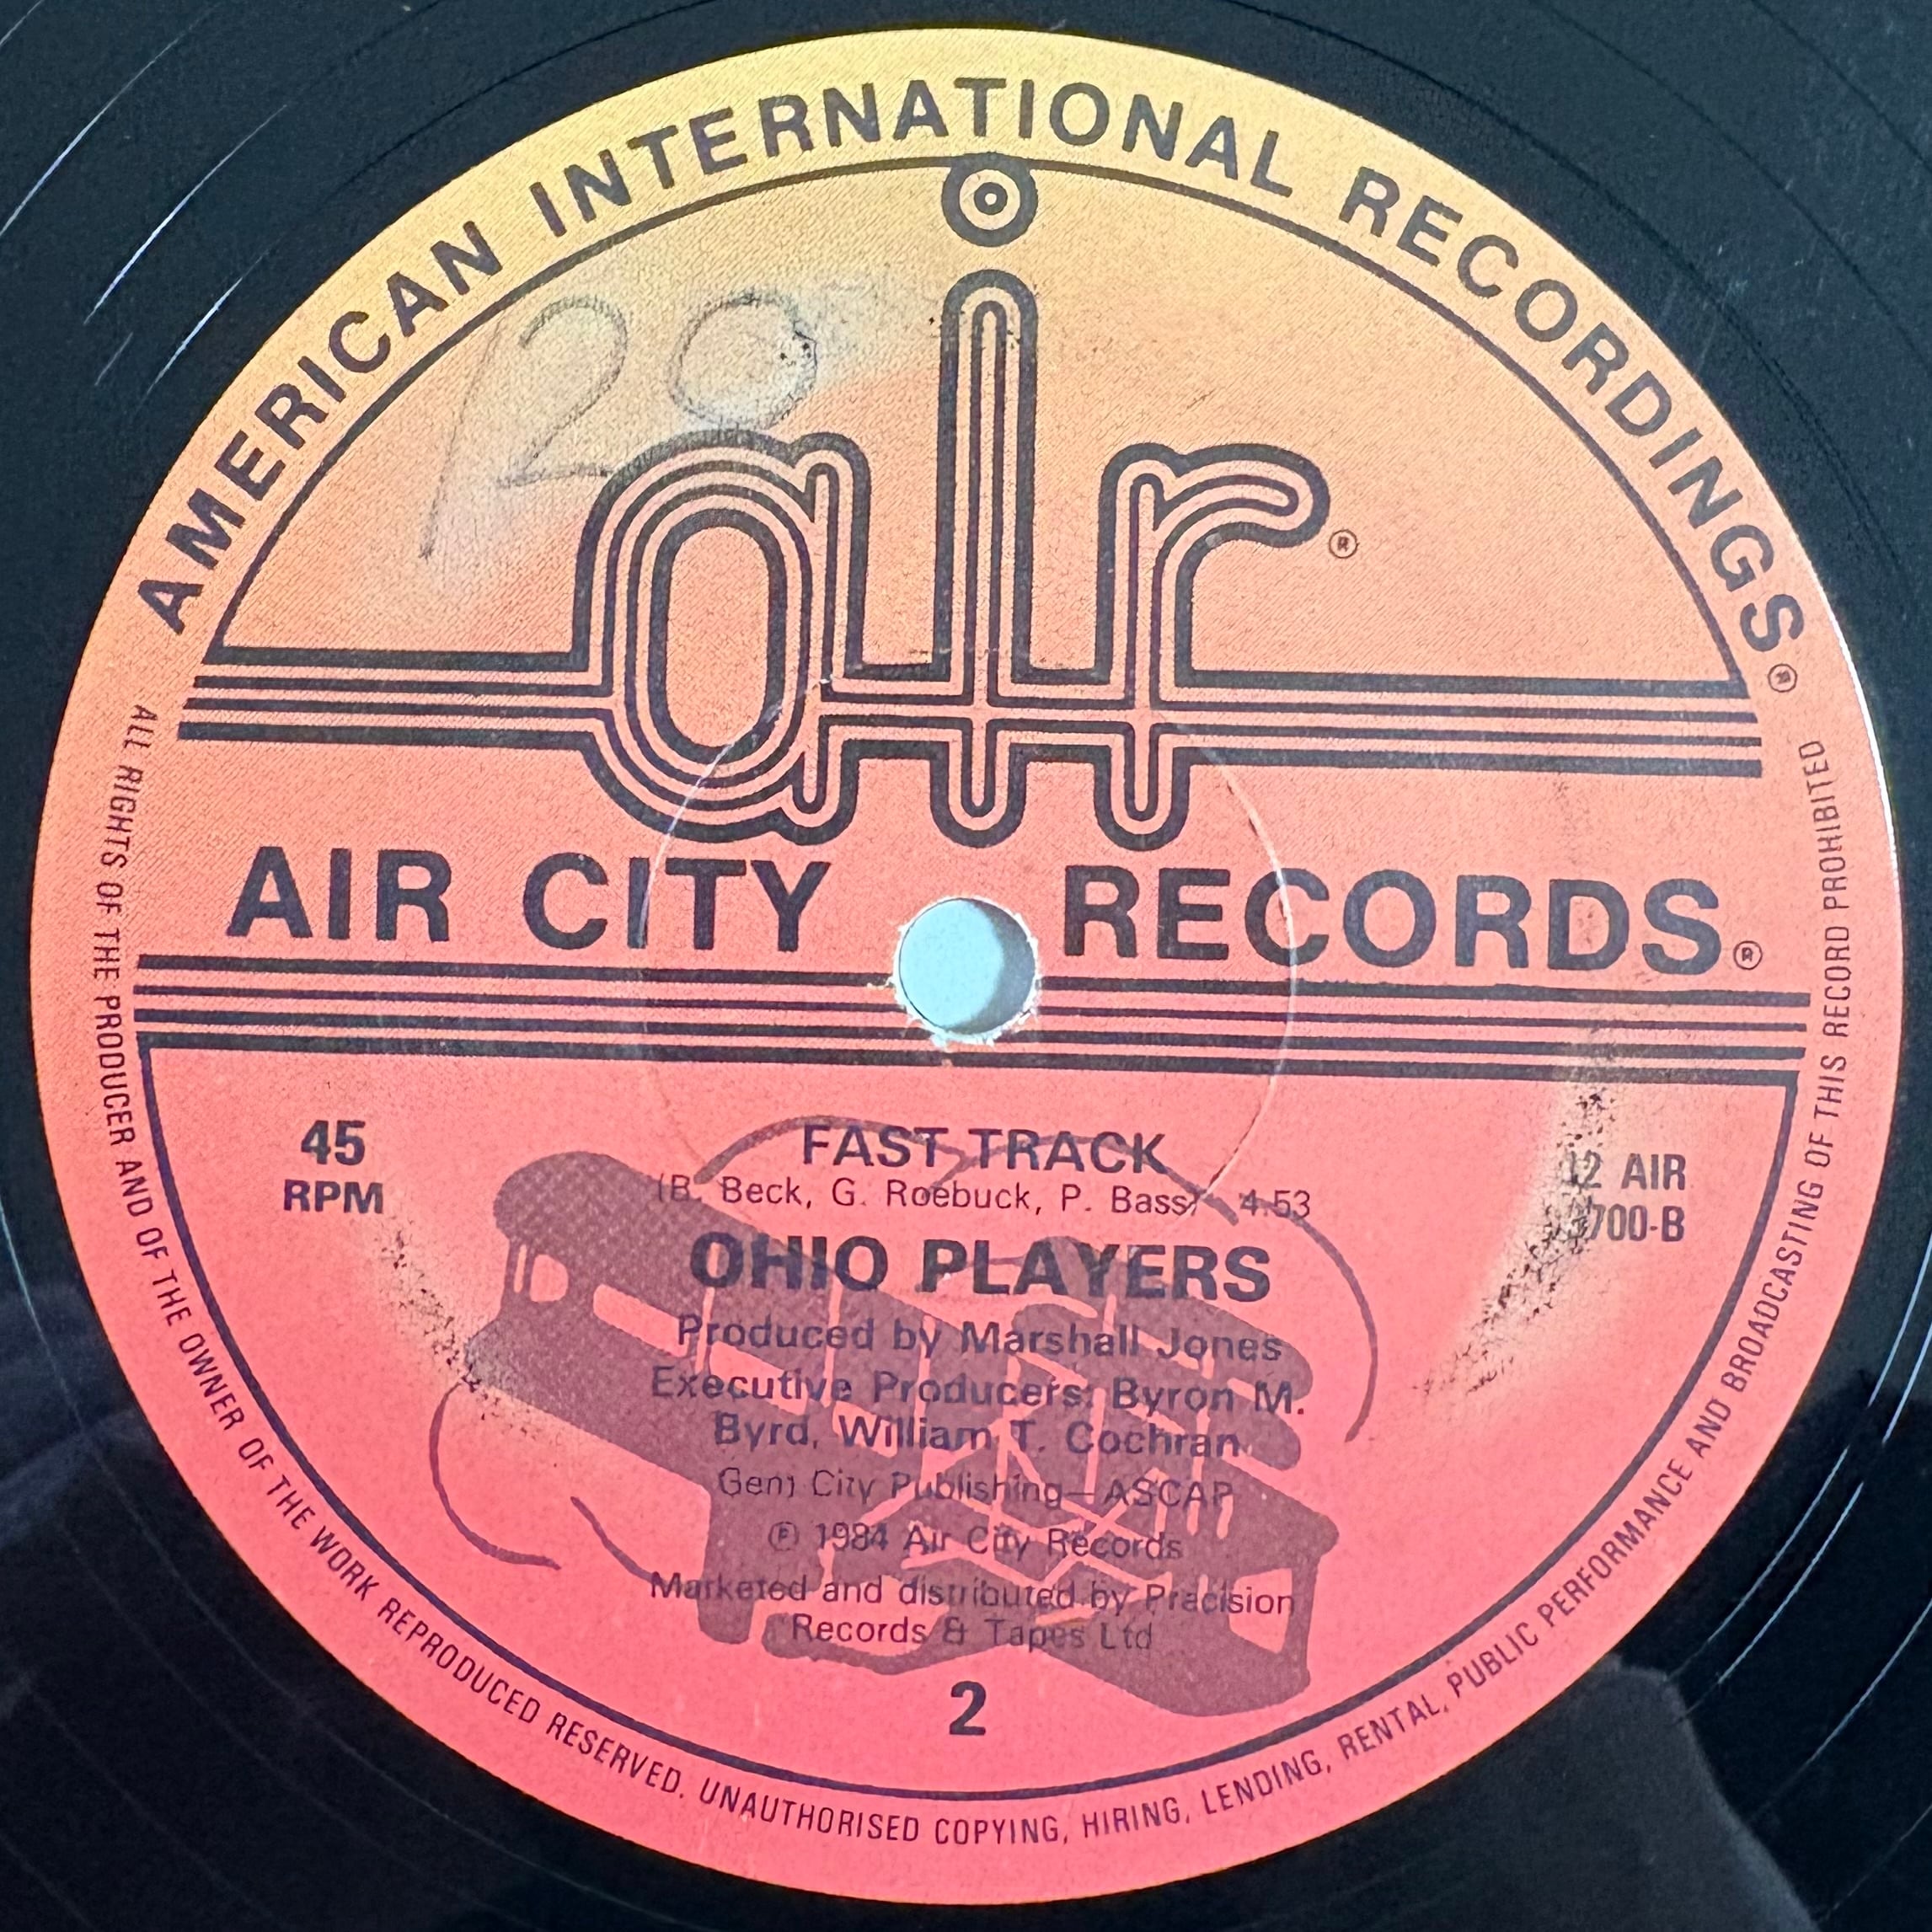 AMERICAN INTERNATIONAL RECORDINGS®
air®
AIR CITY RECORDS®
45
RPM
FAST TRACK
(B. Beck, G. Roebuck, P. Bass) 4.53
12 AIR
700-B
OHIO PLAYERS
Produced by Marshall Jones
Executive Producers: Byron M.
Byrd, William T. Cochran
Gem City Publishing—ASCAP
℗ 1984 Air City Records
Marketed and distributed by Precision
Records & Tapes Ltd
2
ALL RIGHTS OF THE PRODUCER AND OF THE OWNER OF THE WORK REPRODUCED RESERVED. UNAUTHORISED COPYING, HIRING, LENDING, RENTAL, PUBLIC PERFORMANCE AND BROADCASTING OF THIS RECORD PROHIBITED